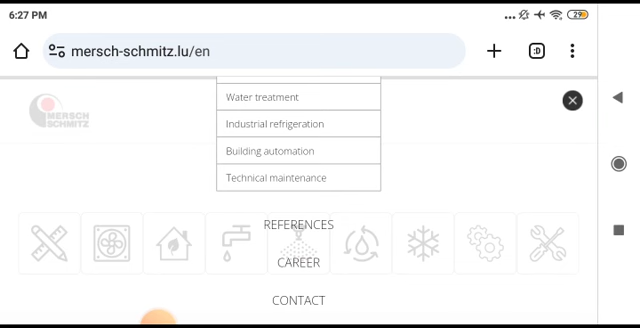 6:27 PM
29
mersch-schmitz.lu/en
:D
Water treatment
MERSCH
SCHMITZ
Industrial refrigeration
Building automation
Technical maintenance
REFERENCES
CAREER
CONTACT